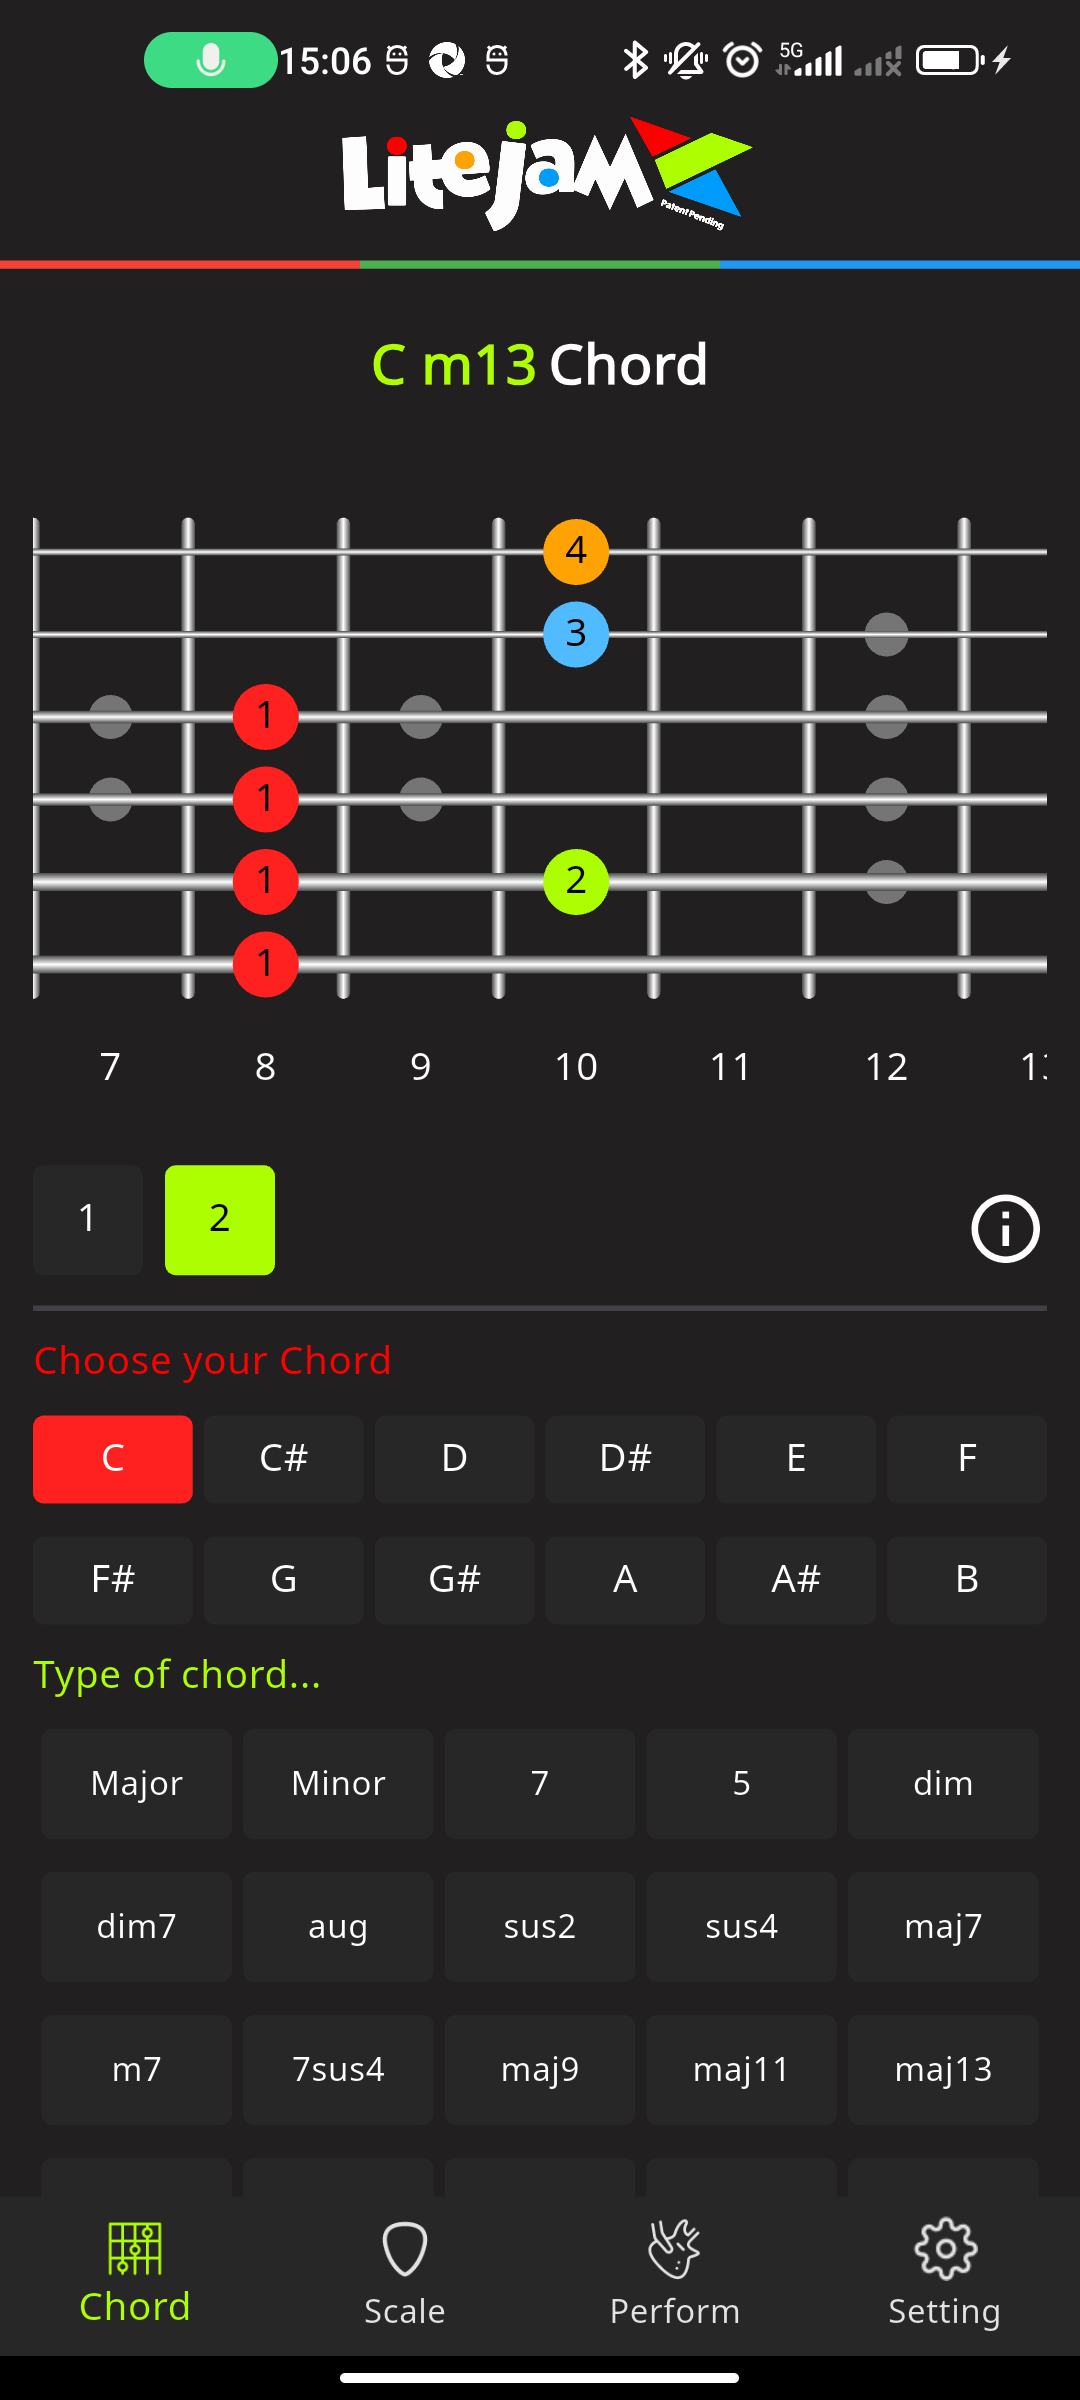 15:06 5G
Litejam
Patent Pending
C m13 Chord
4
3
1
1
1 2
1
7 8 9 10 11 12
1 2
Choose your Chord
C C# D D# E F
F# G G# A A# B
Type of chord...
Major Minor 7 5 dim
dim7 aug sus2 sus4 maj7
m7 7sus4 maj9 maj11 maj13
Chord Scale Perform Setting